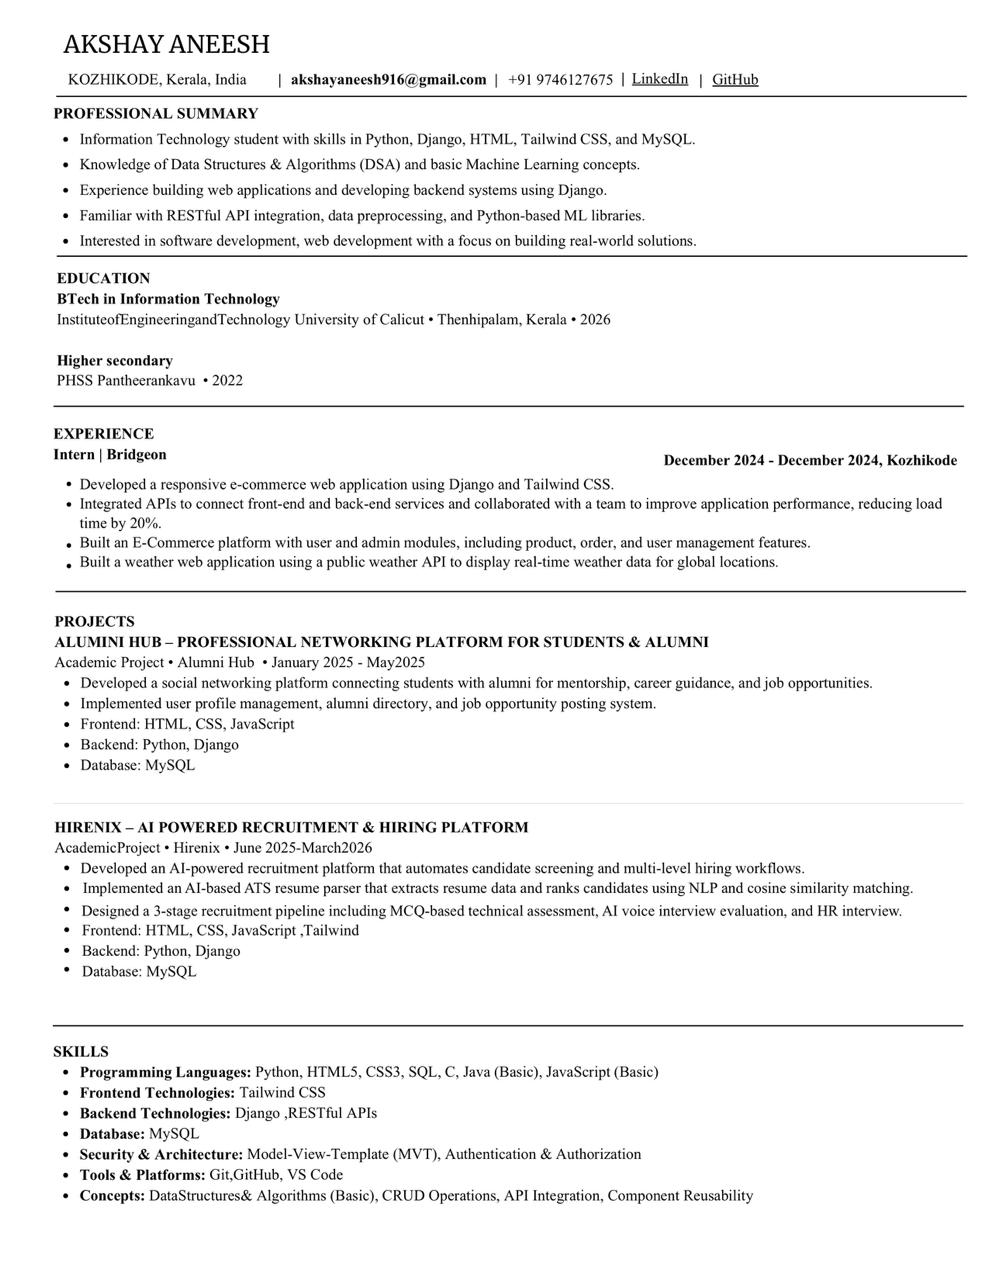 AKSHAY ANEESH
KOZHIKODE, Kerala, India | akshayaneesh916@gmail.com | +91 9746127675 | LinkedIn | GitHub
PROFESSIONAL SUMMARY
• Information Technology student with skills in Python, Django, HTML, Tailwind CSS, and MySQL.
• Knowledge of Data Structures & Algorithms (DSA) and basic Machine Learning concepts.
• Experience building web applications and developing backend systems using Django.
• Familiar with RESTful API integration, data preprocessing, and Python-based ML libraries.
• Interested in software development, web development with a focus on building real-world solutions.
EDUCATION
BTech in Information Technology
InstituteofEngineeringandTechnology University of Calicut • Thenhipalam, Kerala • 2026
Higher secondary
PHSS Pantheerankavu • 2022
EXPERIENCE
Intern | Bridgeon
December 2024 - December 2024, Kozhikode
• Developed a responsive e-commerce web application using Django and Tailwind CSS.
• Integrated APIs to connect front-end and back-end services and collaborated with a team to improve application performance, reducing load
time by 20%.
• Built an E-Commerce platform with user and admin modules, including product, order, and user management features.
• Built a weather web application using a public weather API to display real-time weather data for global locations.
PROJECTS
ALUMINI HUB – PROFESSIONAL NETWORKING PLATFORM FOR STUDENTS & ALUMNI
Academic Project • Alumni Hub • January 2025 - May2025
• Developed a social networking platform connecting students with alumni for mentorship, career guidance, and job opportunities.
• Implemented user profile management, alumni directory, and job opportunity posting system.
• Frontend: HTML, CSS, JavaScript
• Backend: Python, Django
• Database: MySQL
HIRENIX – AI POWERED RECRUITMENT & HIRING PLATFORM
AcademicProject • Hirenix • June 2025-March2026
• Developed an AI-powered recruitment platform that automates candidate screening and multi-level hiring workflows.
• Implemented an AI-based ATS resume parser that extracts resume data and ranks candidates using NLP and cosine similarity matching.
• Designed a 3-stage recruitment pipeline including MCQ-based technical assessment, AI voice interview evaluation, and HR interview.
• Frontend: HTML, CSS, JavaScript ,Tailwind
• Backend: Python, Django
• Database: MySQL
SKILLS
• Programming Languages: Python, HTML5, CSS3, SQL, C, Java (Basic), JavaScript (Basic)
• Frontend Technologies: Tailwind CSS
• Backend Technologies: Django ,RESTful APIs
• Database: MySQL
• Security & Architecture: Model-View-Template (MVT), Authentication & Authorization
• Tools & Platforms: Git,GitHub, VS Code
• Concepts: DataStructures& Algorithms (Basic), CRUD Operations, API Integration, Component Reusability